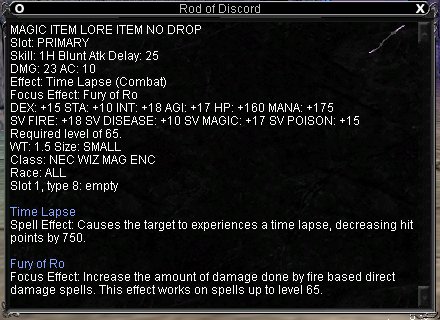 Rod of Discord
MAGIC ITEM LORE ITEM NO DROP
Slot: PRIMARY
Skill: 1H Blunt Atk Delay: 25
DMG: 23 AC: 10
Effect: Time Lapse (Combat)
Focus Effect: Fury of Ro
DEX: +15 STA: +10 INT: +18 AGI: +17 HP: +160 MANA: +175
SV FIRE: +18 SV DISEASE: +10 SV MAGIC: +17 SV POISON: +15
Required level of 65.
WT: 1.5 Size: SMALL
Class: NEC WIZ MAG ENC
Race: ALL
Slot 1, type 8: empty
Time Lapse
Spell Effect: Causes the target to experiences a time lapse, decreasing hit
points by 750.
Fury of Ro
Focus Effect: Increase the amount of damage done by fire based direct
damage spells. This effect works on spells up to level 65.